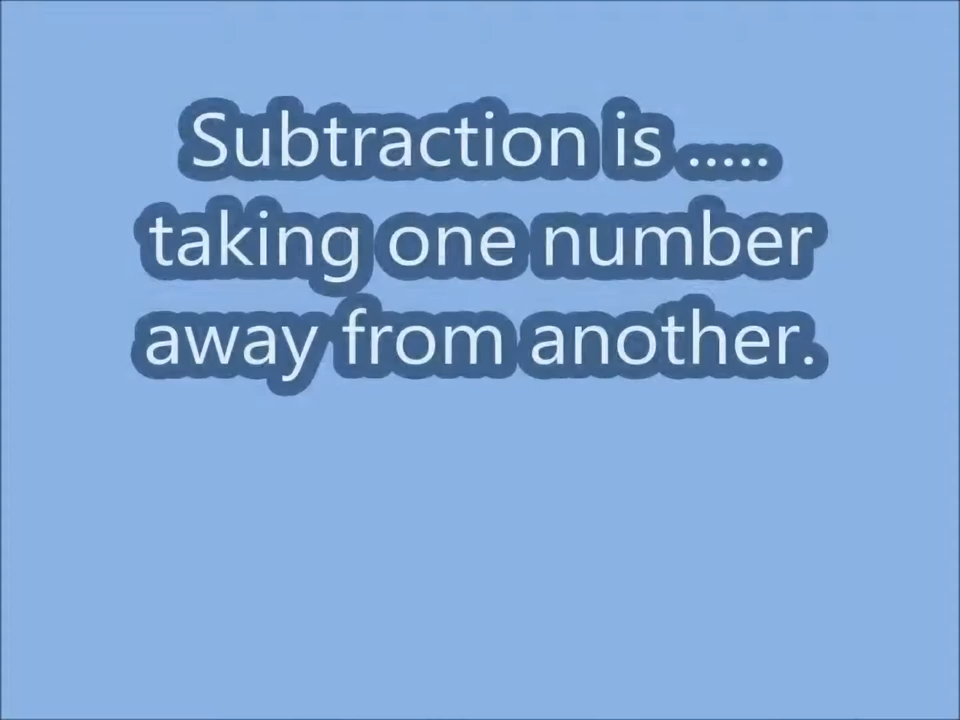 Subtraction is .....
taking one number
away from another.